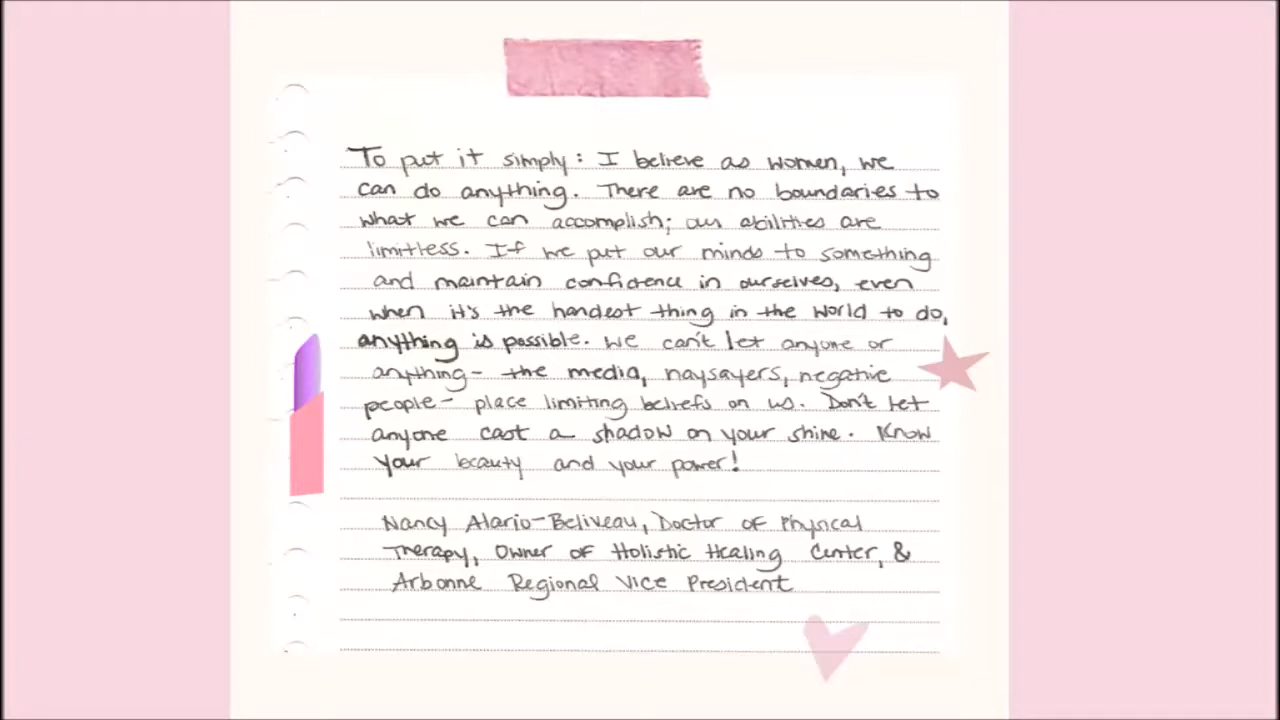 To put it simply: I believe as women, we
can do anything. There are no boundaries to
what we can accomplish; our abilities are
limitless. If we put our minds to something
and maintain confidence in ourselves, even
when it's the hardest thing in the world to do,
anything is possible. We can't let anyone or
anything- the media, naysayers, negative
people- place limiting beliefs on us. Don't let
anyone cast a shadow on your shine. Know
your beauty and your power!
Nancy Alario-Beliveau, Doctor of Physical
Therapy, Owner of Holistic Healing Center, &
Arbonne Regional Vice President